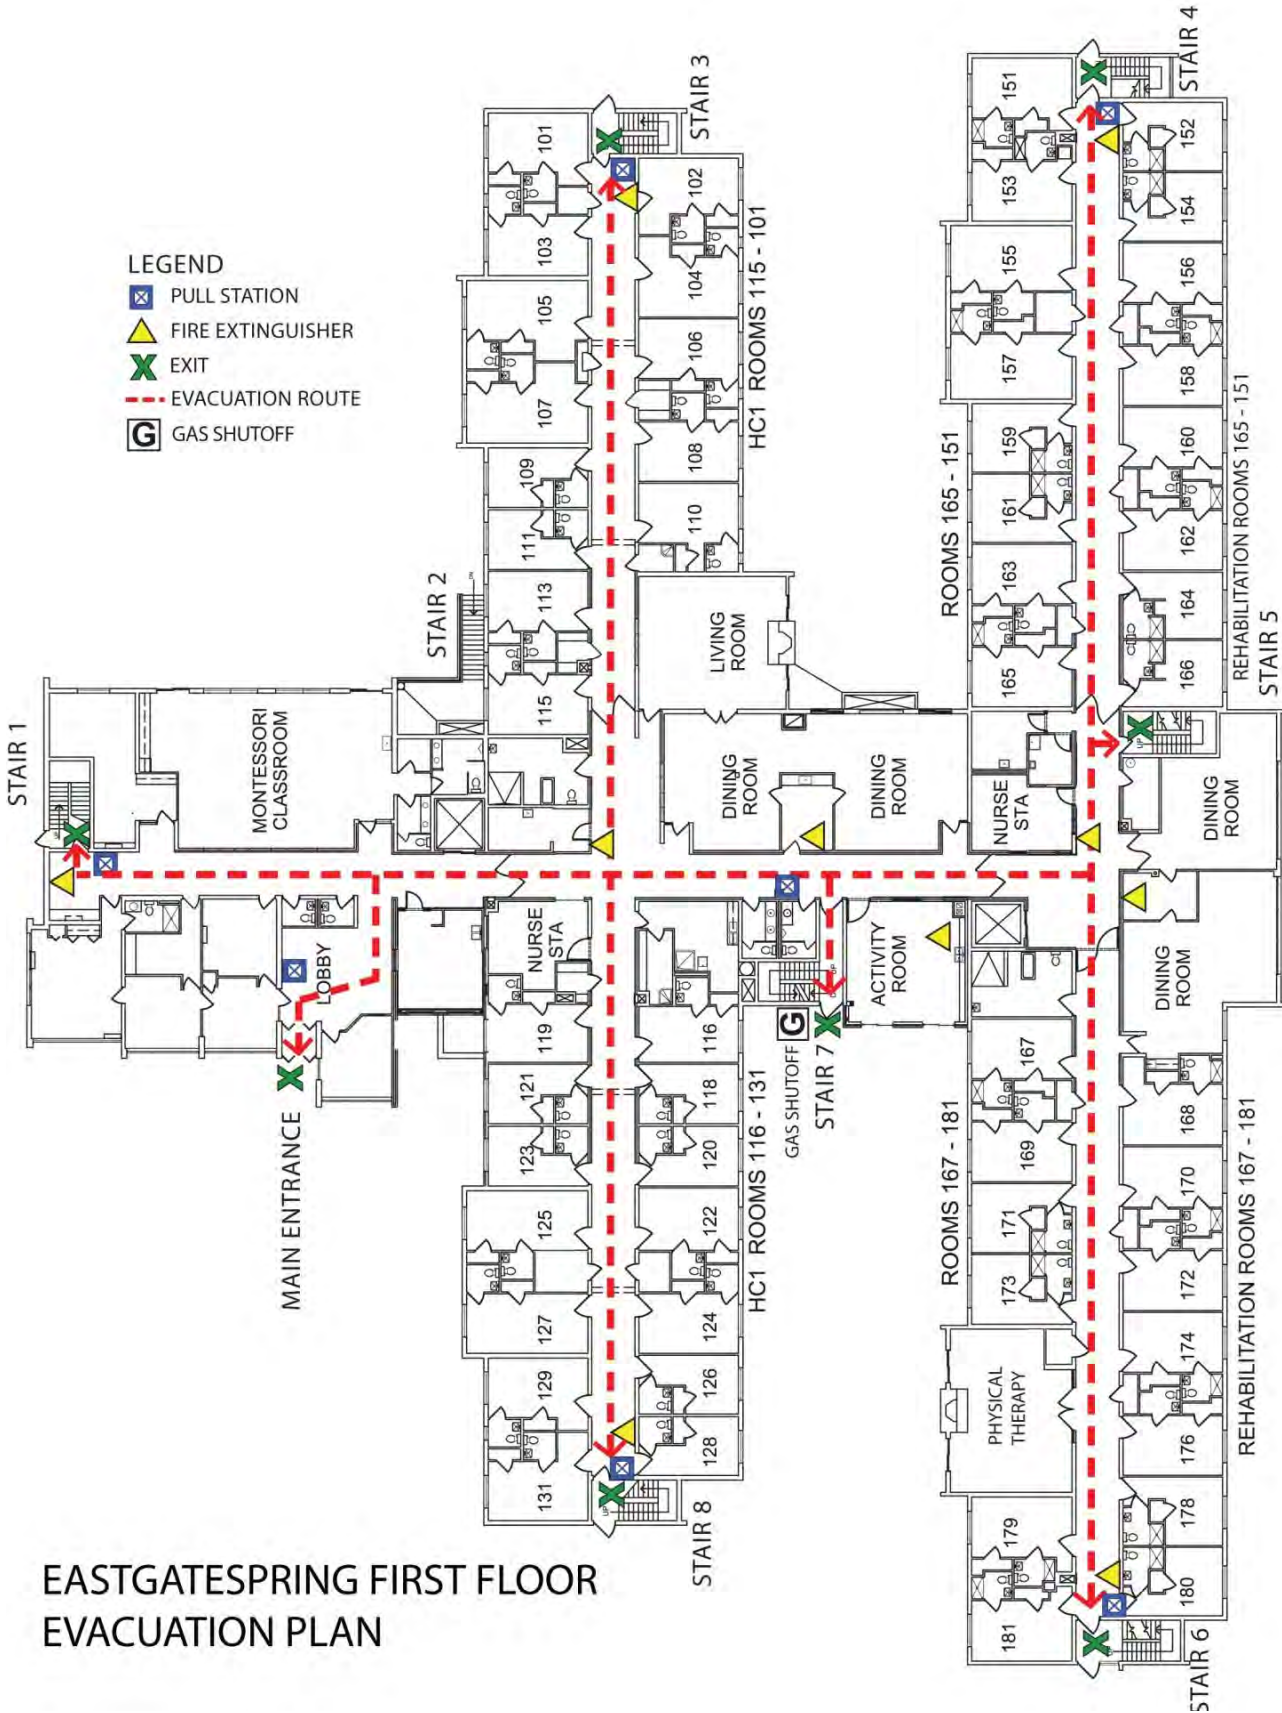 LEGEND
PULL STATION
FIRE EXTINGUISHER
EXIT
EVACUATION ROUTE
G GAS SHUTOFF
STAIR 1
STAIR 2
STAIR 3
STAIR 4
STAIR 5
STAIR 6
STAIR 7
STAIR 8
MONTESSORI
CLASSROOM
LOBBY
MAIN ENTRANCE
101
103
105
107
109
111
113
115
102
104
106
108
110
HC1 ROOMS 115 - 101
LIVING
ROOM
DINING
ROOM
DINING
ROOM
NURSE
STA
119
121
123
125
127
129
131
116
118
120
122
124
126
128
HC1 ROOMS 116 - 131
GAS SHUTOFF
G
ACTIVITY
ROOM
NURSE
STA
151
153
155
157
159
161
163
165
ROOMS 165 - 151
152
154
156
158
160
162
164
166
REHABILITATION ROOMS 165 - 151
DINING
ROOM
DINING
ROOM
167
169
171
173
PHYSICAL
THERAPY
179
181
ROOMS 167 - 181
168
170
172
174
176
178
180
REHABILITATION ROOMS 167 - 181
UP
UP
UP
DN
EASTGATESPRING FIRST FLOOR
EVACUATION PLAN